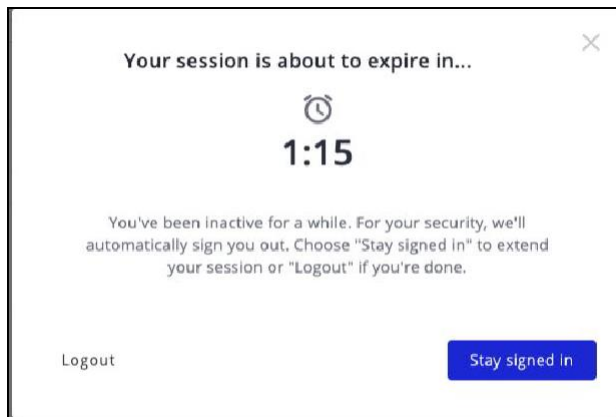 Your session is about to expire in...
1:15
You've been inactive for a while. For your security, we'll
automatically sign you out. Choose "Stay signed in" to extend
your session or "Logout" if you're done.
Logout
Stay signed in